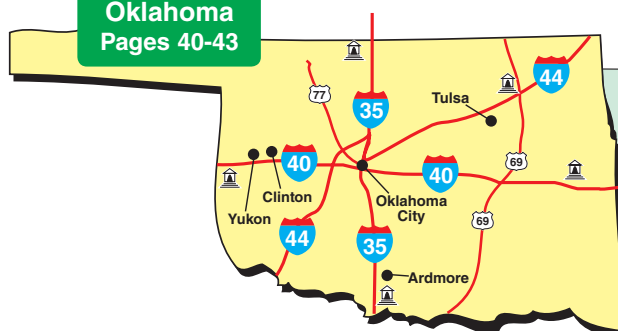 Oklahoma
Pages 40-43
77
35
Tulsa
44
40
Clinton
Yukon
Oklahoma
City
40
69
69
44
35
Ardmore